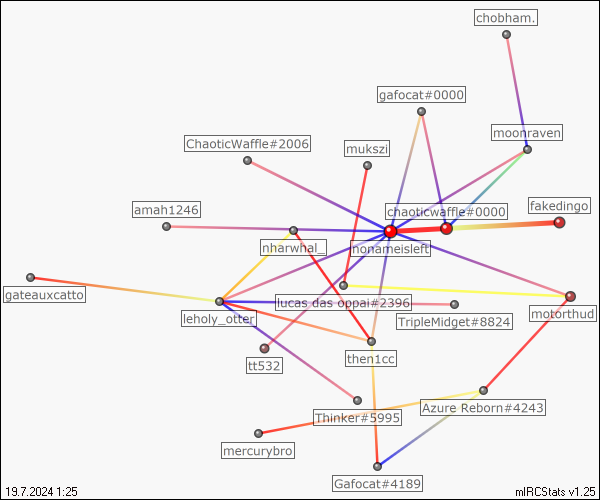 chobham.
gafocat#0000
moonraven
ChaoticWaffle#2006
mukszi
amah1246
chaoticwaffle#0000
fakedingo
nharwhal_
nonameisleft
gateauxcatto
lucas das oppai#2396
leholy_otter
TripleMidget#8824
motorthud
tt532
then1cc
Thinker#5995
Azure Reborn#4243
mercurybro
Gafocat#4189
19.7.2024 1:25
mIRCStats v1.25